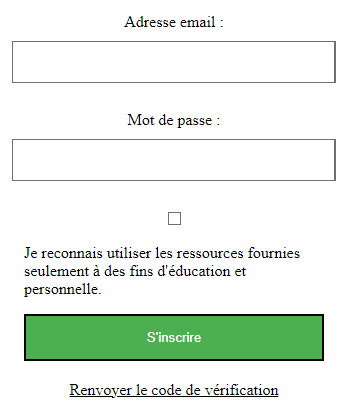 Adresse email :
Mot de passe :
Je reconnais utiliser les ressources fournies
seulement à des fins d'éducation et
personnelle.
S'inscrire
Renvoyer le code de vérification